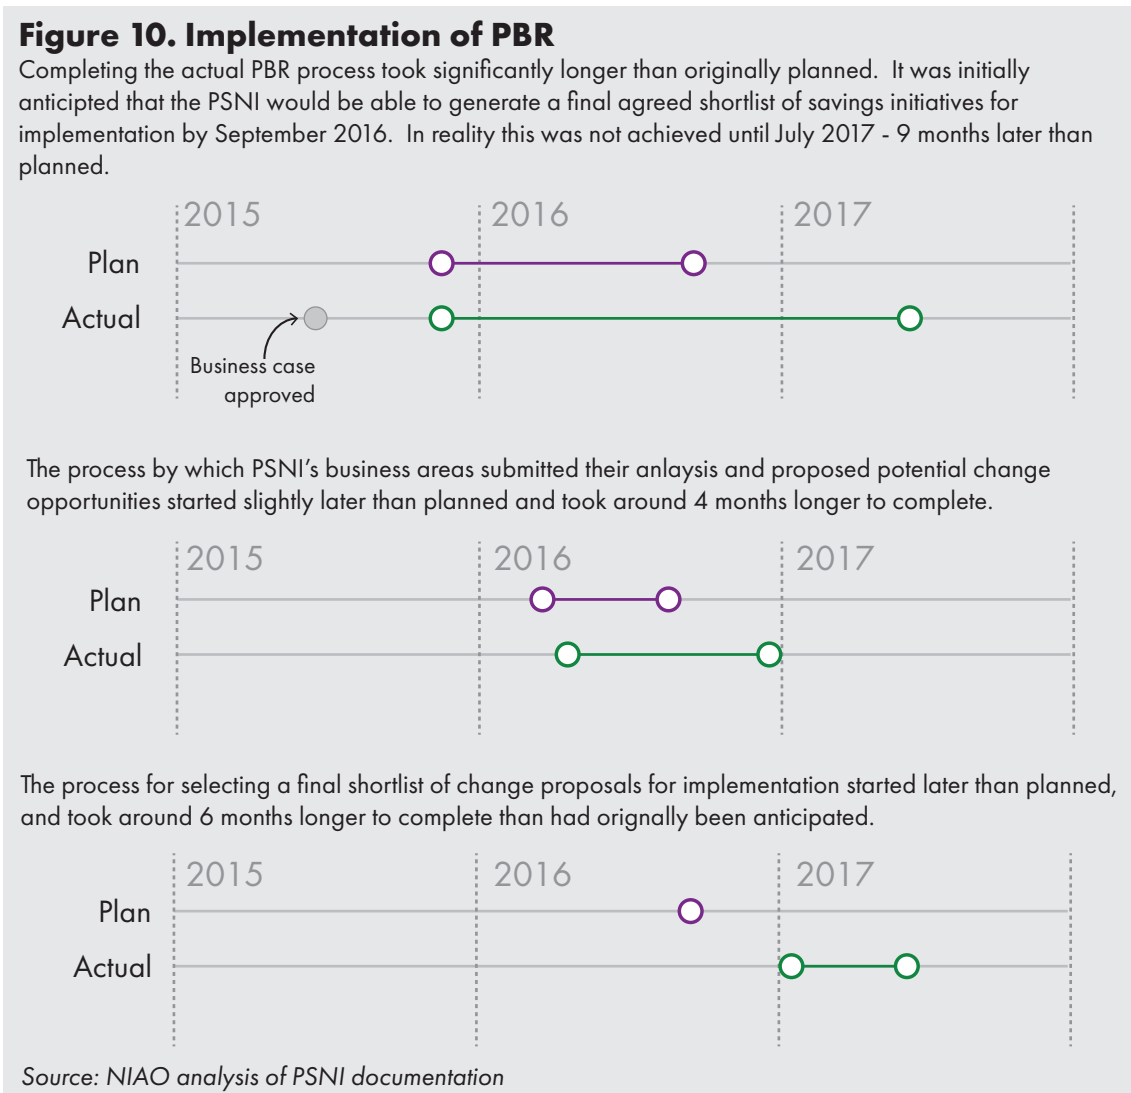 Figure 10. Implementation of PBR
Completing the actual PBR process took significantly longer than originally planned.  It was initially
anticipted that the PSNI would be able to generate a final agreed shortlist of savings initiatives for
implementation by September 2016.  In reality this was not achieved until July 2017 - 9 months later than
planned.
2015 2016 2017
Plan
Actual
Business case
approved
The process by which PSNI's business areas submitted their anlaysis and proposed potential change
opportunities started slightly later than planned and took around 4 months longer to complete.
2015 2016 2017
Plan
Actual
The process for selecting a final shortlist of change proposals for implementation started later than planned,
and took around 6 months longer to complete than had orignally been anticipated.
2015 2016 2017
Plan
Actual
Source: NIAO analysis of PSNI documentation